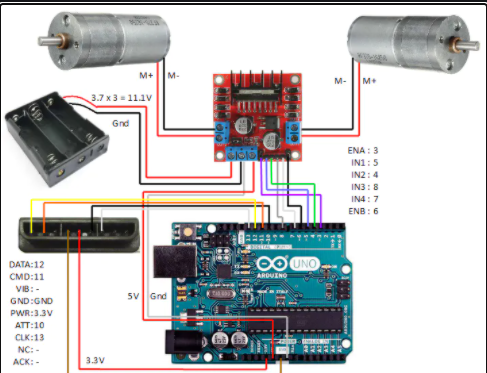 M+
M-
M-
M+
3.7 x 3 = 11.1V
Gnd
ENA : 3
IN1 : 5
IN2 : 4
IN3 : 8
IN4 : 7
ENB : 6
DATA:12
CMD:11
VIB: -
GND:GND
PWR:3.3V
ATT:10
CLK:13
NC: -
ACK: -
5V
Gnd
3.3V
UNO
ARDUINO